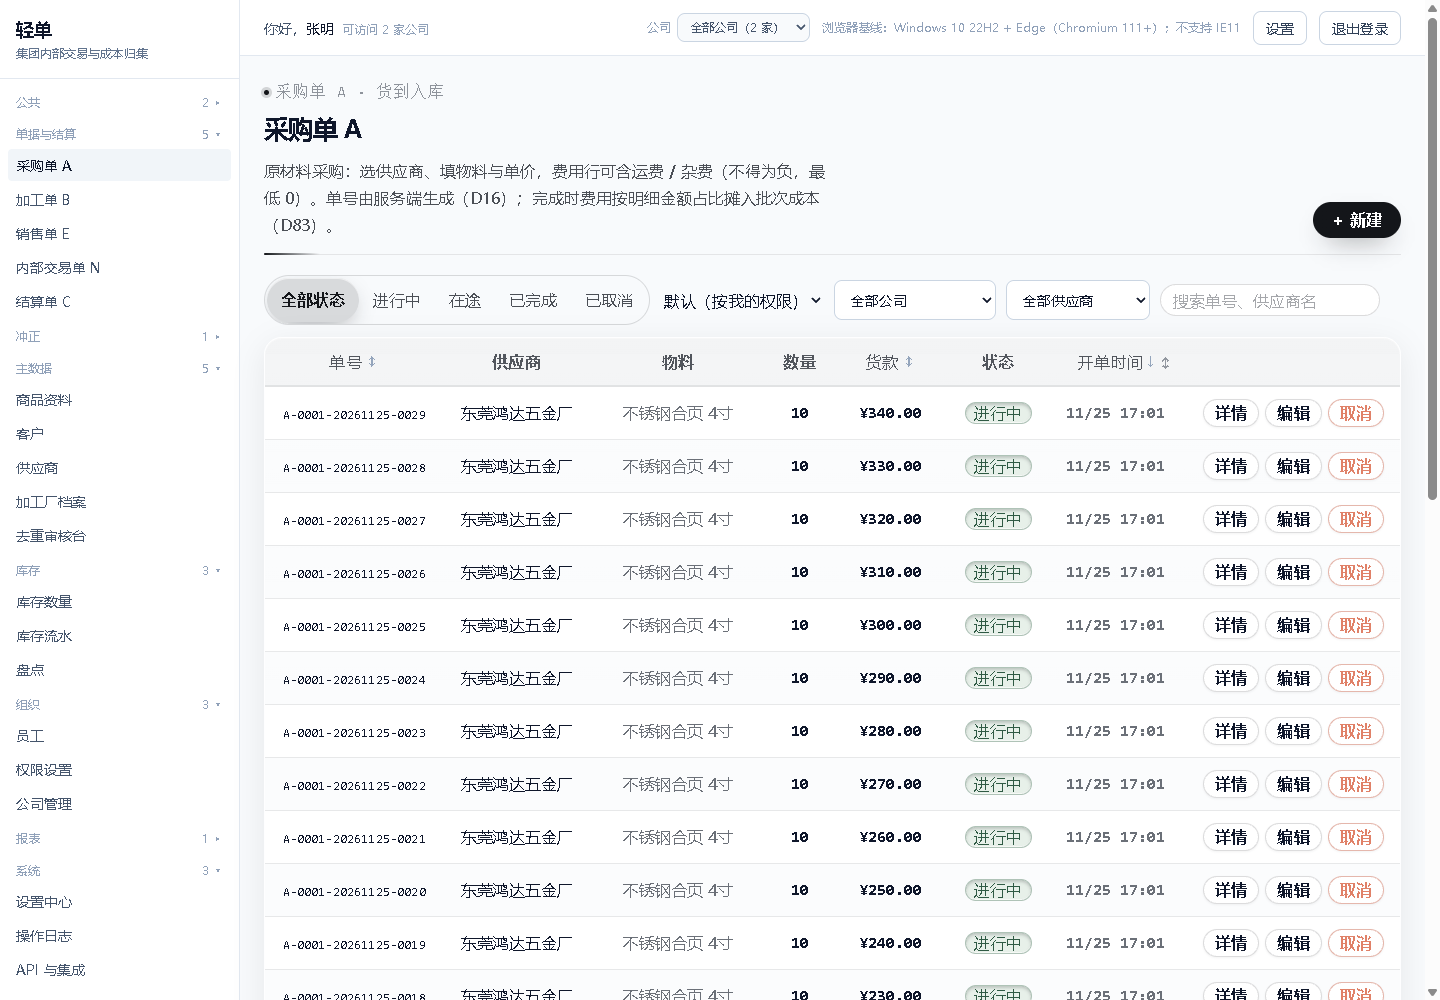 轻单
集团内部交易与成本归集
公共 2
单据与结算 5
采购单 A
加工单 B
销售单 E
内部交易单 N
结算单 C
冲正 1
主数据 5
商品资料
客户
供应商
加工厂档案
去重审核台
库存 3
库存数量
库存流水
盘点
组织 3
员工
权限设置
公司管理
报表 1
系统 3
设置中心
操作日志
API 与集成
你好，张明 可访问 2 家公司
公司 全部公司（2 家） 浏览器基线：Windows 10 22H2 + Edge（Chromium 111+）；不支持 IE11 设置 退出登录
采购单 A - 货到入库
采购单 A
原材料采购：选供应商、填物料与单价，费用行可含运费 / 杂费（不得为负，最
低 0）。单号由服务端生成（D16）；完成时费用按明细金额占比摊入批次成本
（D83）。
+ 新建
全部状态 进行中 在途 已完成 已取消 默认（按我的权限） 全部公司 全部供应商 搜索单号、供应商名
单号 ↕ 供应商 物料 数量 货款 ↕ 状态 开单时间 ↓ ↕
A-0001-20261125-0029 东莞鸿达五金厂 不锈钢合页 4寸 10 ¥340.00 进行中 11/25 17:01 详情 编辑 取消
A-0001-20261125-0028 东莞鸿达五金厂 不锈钢合页 4寸 10 ¥330.00 进行中 11/25 17:01 详情 编辑 取消
A-0001-20261125-0027 东莞鸿达五金厂 不锈钢合页 4寸 10 ¥320.00 进行中 11/25 17:01 详情 编辑 取消
A-0001-20261125-0026 东莞鸿达五金厂 不锈钢合页 4寸 10 ¥310.00 进行中 11/25 17:01 详情 编辑 取消
A-0001-20261125-0025 东莞鸿达五金厂 不锈钢合页 4寸 10 ¥300.00 进行中 11/25 17:01 详情 编辑 取消
A-0001-20261125-0024 东莞鸿达五金厂 不锈钢合页 4寸 10 ¥290.00 进行中 11/25 17:01 详情 编辑 取消
A-0001-20261125-0023 东莞鸿达五金厂 不锈钢合页 4寸 10 ¥280.00 进行中 11/25 17:01 详情 编辑 取消
A-0001-20261125-0022 东莞鸿达五金厂 不锈钢合页 4寸 10 ¥270.00 进行中 11/25 17:01 详情 编辑 取消
A-0001-20261125-0021 东莞鸿达五金厂 不锈钢合页 4寸 10 ¥260.00 进行中 11/25 17:01 详情 编辑 取消
A-0001-20261125-0020 东莞鸿达五金厂 不锈钢合页 4寸 10 ¥250.00 进行中 11/25 17:01 详情 编辑 取消
A-0001-20261125-0019 东莞鸿达五金厂 不锈钢合页 4寸 10 ¥240.00 进行中 11/25 17:01 详情 编辑 取消
A-0001-20261125-0018 东莞鸿达五金厂 不锈钢合页 4寸 10 ¥230.00 进行中 11/25 17:01 详情 编辑 取消